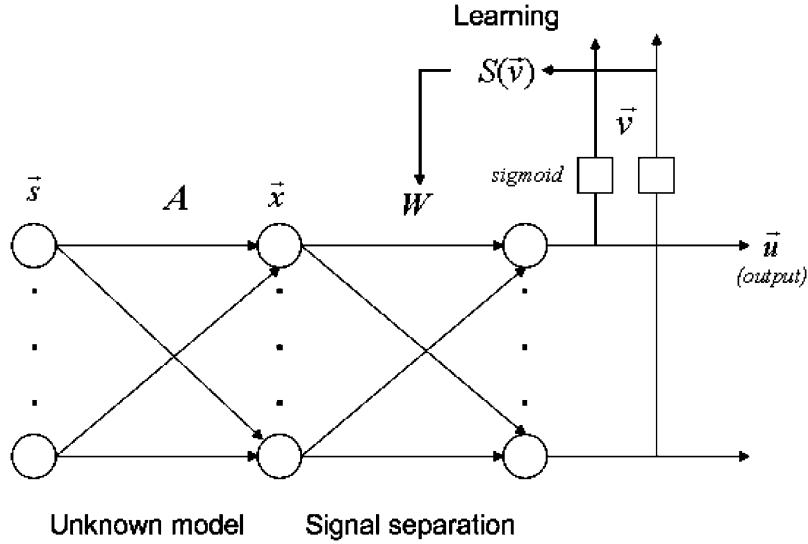 Learning
S(v⃗)
v⃗
sigmoid
s⃗
A
x⃗
W
u⃗
(output)
Unknown model
Signal separation